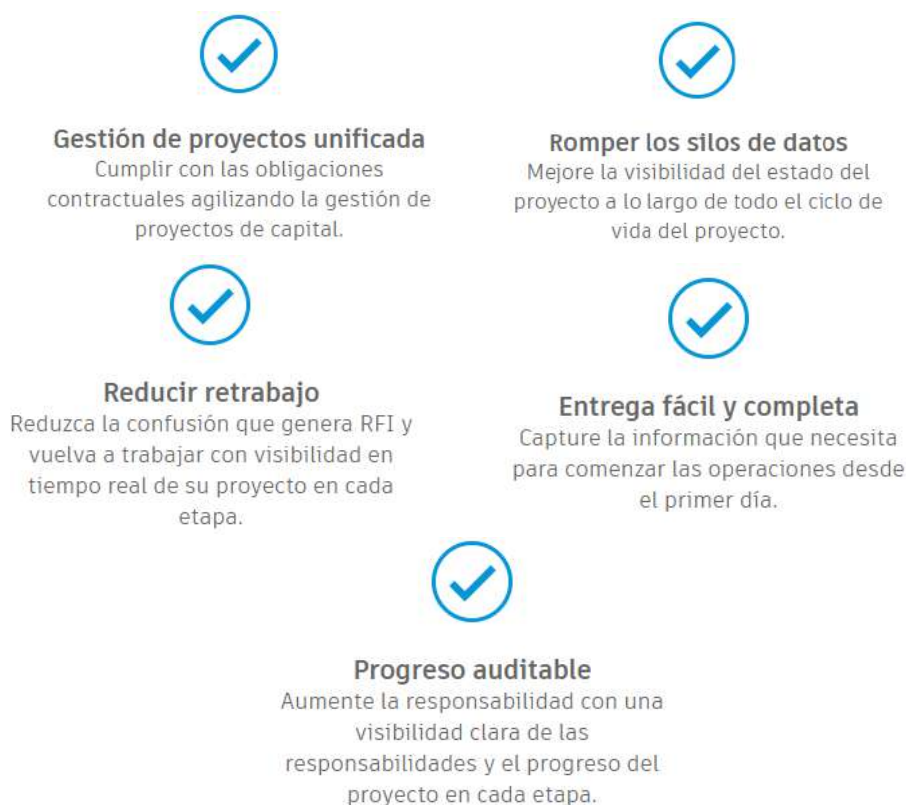 Gestión de proyectos unificada
Cumplir con las obligaciones
contractuales agilizando la gestión de
proyectos de capital.
Romper los silos de datos
Mejore la visibilidad del estado del
proyecto a lo largo de todo el ciclo de
vida del proyecto.
Reducir retrabajo
Reduzca la confusión que genera RFI y
vuelva a trabajar con visibilidad en
tiempo real de su proyecto en cada
etapa.
Entrega fácil y completa
Capture la información que necesita
para comenzar las operaciones desde
el primer día.
Progreso auditable
Aumente la responsabilidad con una
visibilidad clara de las
responsabilidades y el progreso del
proyecto en cada etapa.